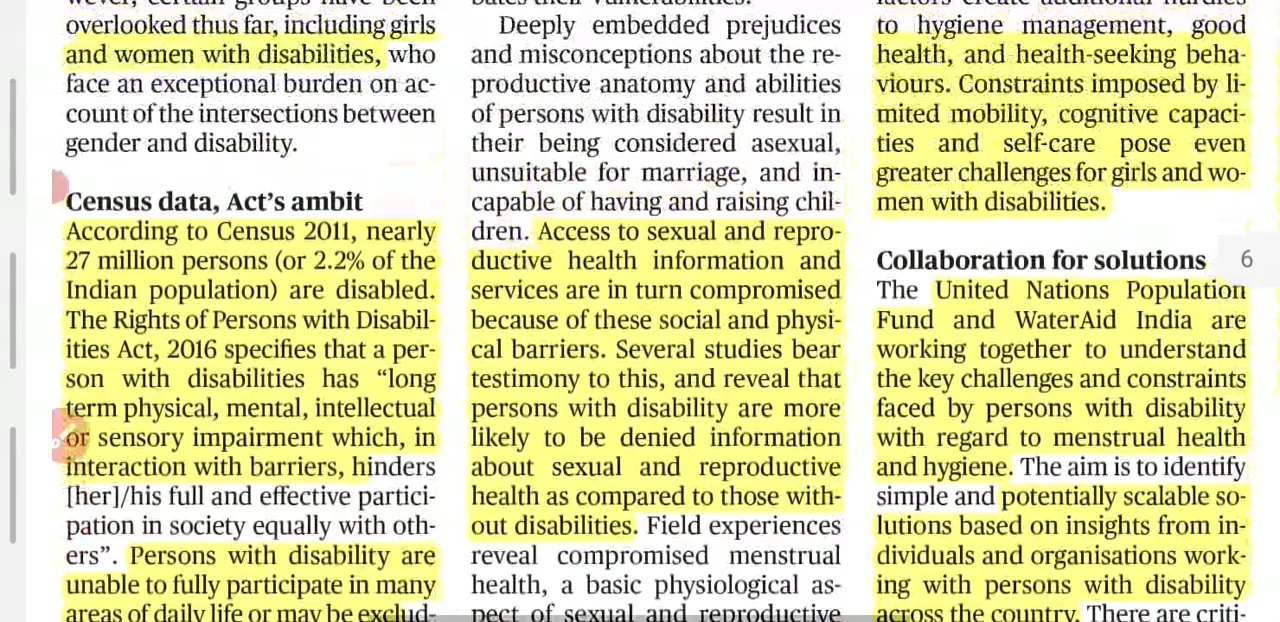 wever, certain groups have been
overlooked thus far, including girls
and women with disabilities, who
face an exceptional burden on ac-
count of the intersections between
gender and disability.
Census data, Act's ambit
According to Census 2011, nearly
27 million persons (or 2.2% of the
Indian population) are disabled.
The Rights of Persons with Disabil-
ities Act, 2016 specifies that a per-
son with disabilities has “long
term physical, mental, intellectual
or sensory impairment which, in
interaction with barriers, hinders
[her]/his full and effective partici-
pation in society equally with oth-
ers”. Persons with disability are
unable to fully participate in many
areas of daily life or may be exclud-
bates their vulnerabilities.
Deeply embedded prejudices
and misconceptions about the re-
productive anatomy and abilities
of persons with disability result in
their being considered asexual,
unsuitable for marriage, and in-
capable of having and raising chil-
dren. Access to sexual and repro-
ductive health information and
services are in turn compromised
because of these social and physi-
cal barriers. Several studies bear
testimony to this, and reveal that
persons with disability are more
likely to be denied information
about sexual and reproductive
health as compared to those with-
out disabilities. Field experiences
reveal compromised menstrual
health, a basic physiological as-
pect of sexual and reproductive
factors create additional hurdles
to hygiene management, good
health, and health-seeking beha-
viours. Constraints imposed by li-
mited mobility, cognitive capaci-
ties and self-care pose even
greater challenges for girls and wo-
men with disabilities.
Collaboration for solutions
The United Nations Population
Fund and WaterAid India are
working together to understand
the key challenges and constraints
faced by persons with disability
with regard to menstrual health
and hygiene. The aim is to identify
simple and potentially scalable so-
lutions based on insights from in-
dividuals and organisations work-
ing with persons with disability
across the country. There are criti-
6